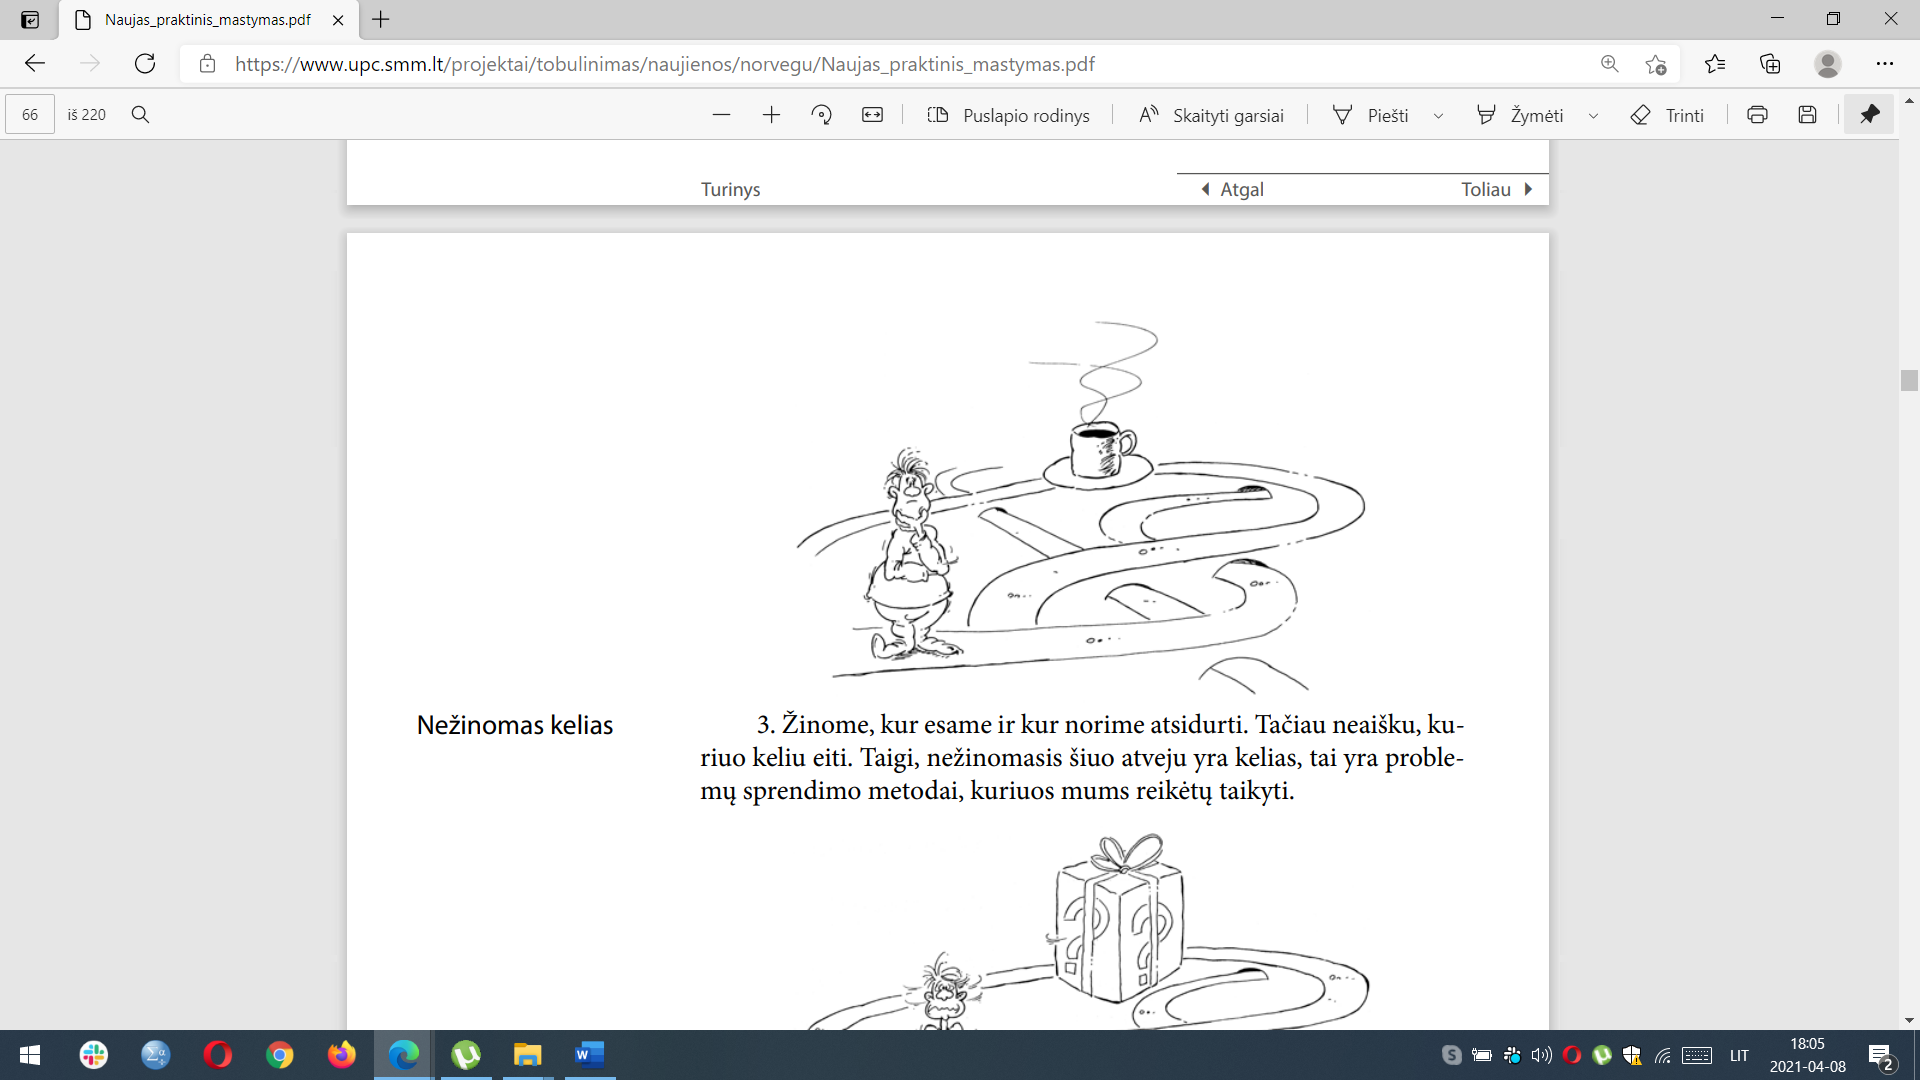 Naujas_praktinis_mastymas.pdf
https://www.upc.smm.lt/projektai/tobulinimas/naujienos/norvegu/Naujas_praktinis_mastymas.pdf
66 iš 220 Puslapio rodinys Skaityti garsiai Piešti Žymėti Trinti
Turinys Atgal Toliau
Nežinomas kelias
3. Žinome, kur esame ir kur norime atsidurti. Tačiau neaišku, ku-
riuo keliu eiti. Taigi, nežinomasis šiuo atveju yra kelias, tai yra proble-
mų sprendimo metodai, kuriuos mums reikėtų taikyti.
? ?
LIT 18:05
2021-04-08 2